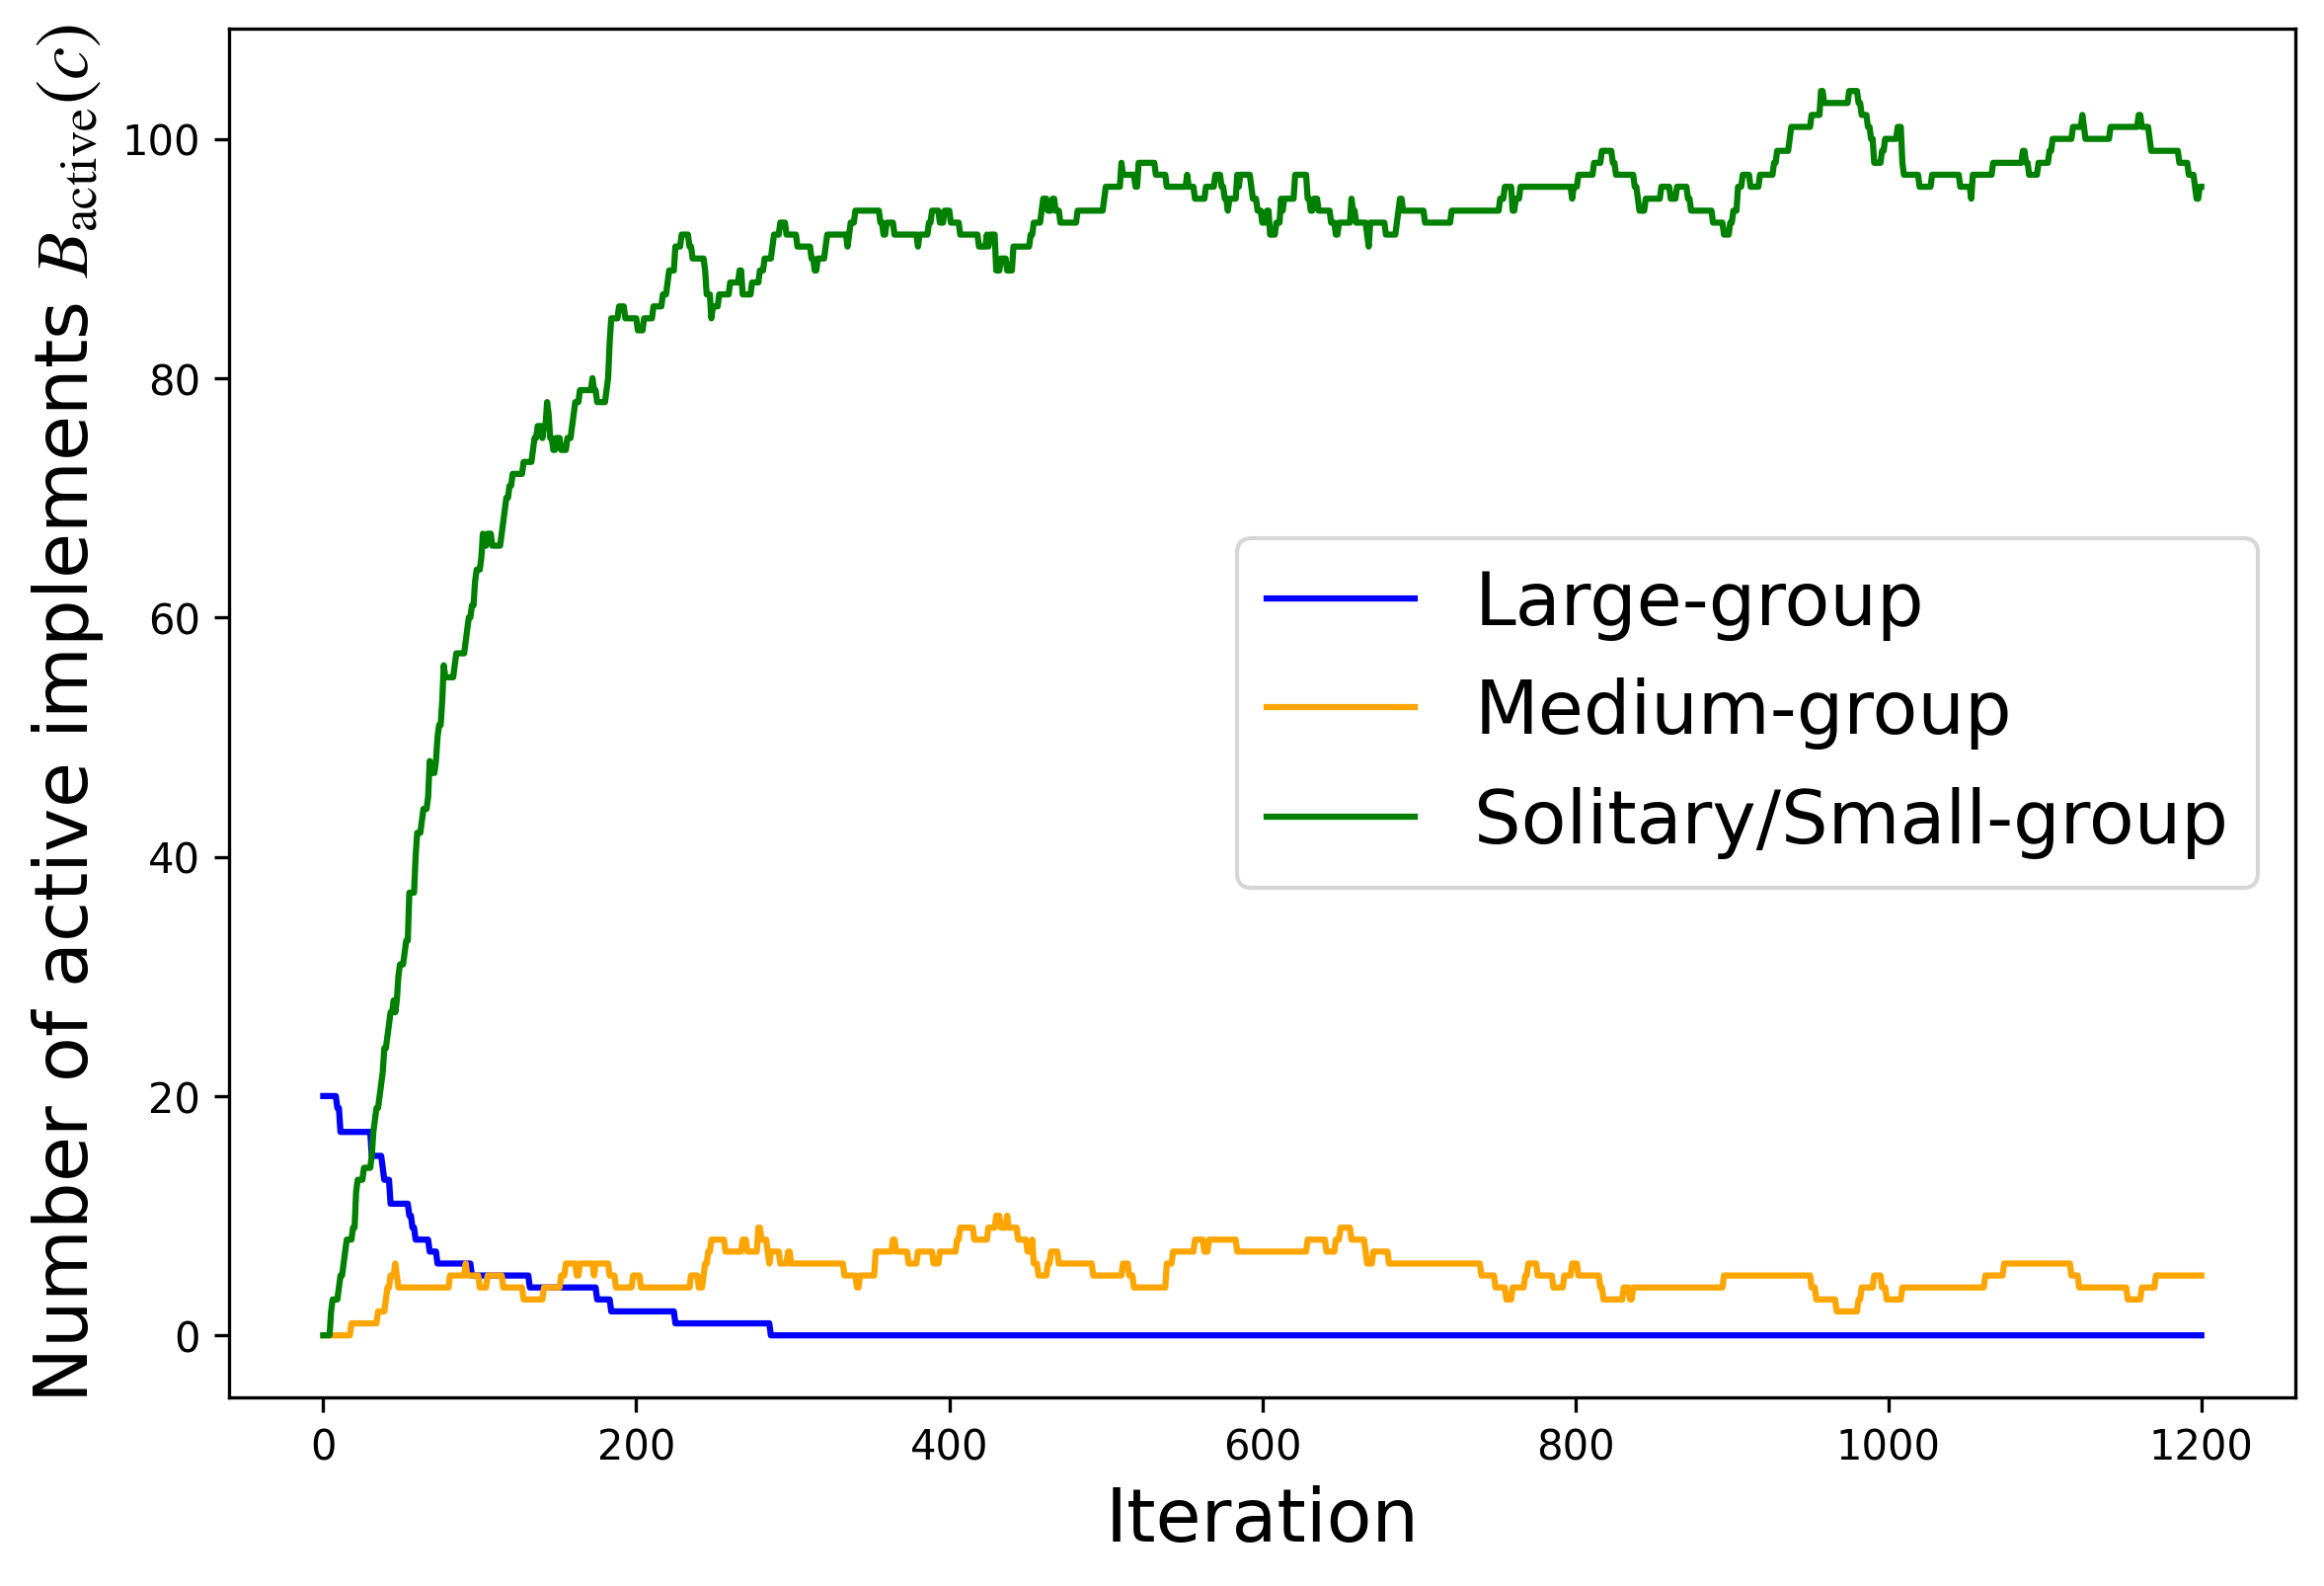 Number of active implements B_active(c)
100
80
60
40
20
0
Large-group
Medium-group
Solitary/Small-group
0 200 400 600 800 1000 1200
Iteration